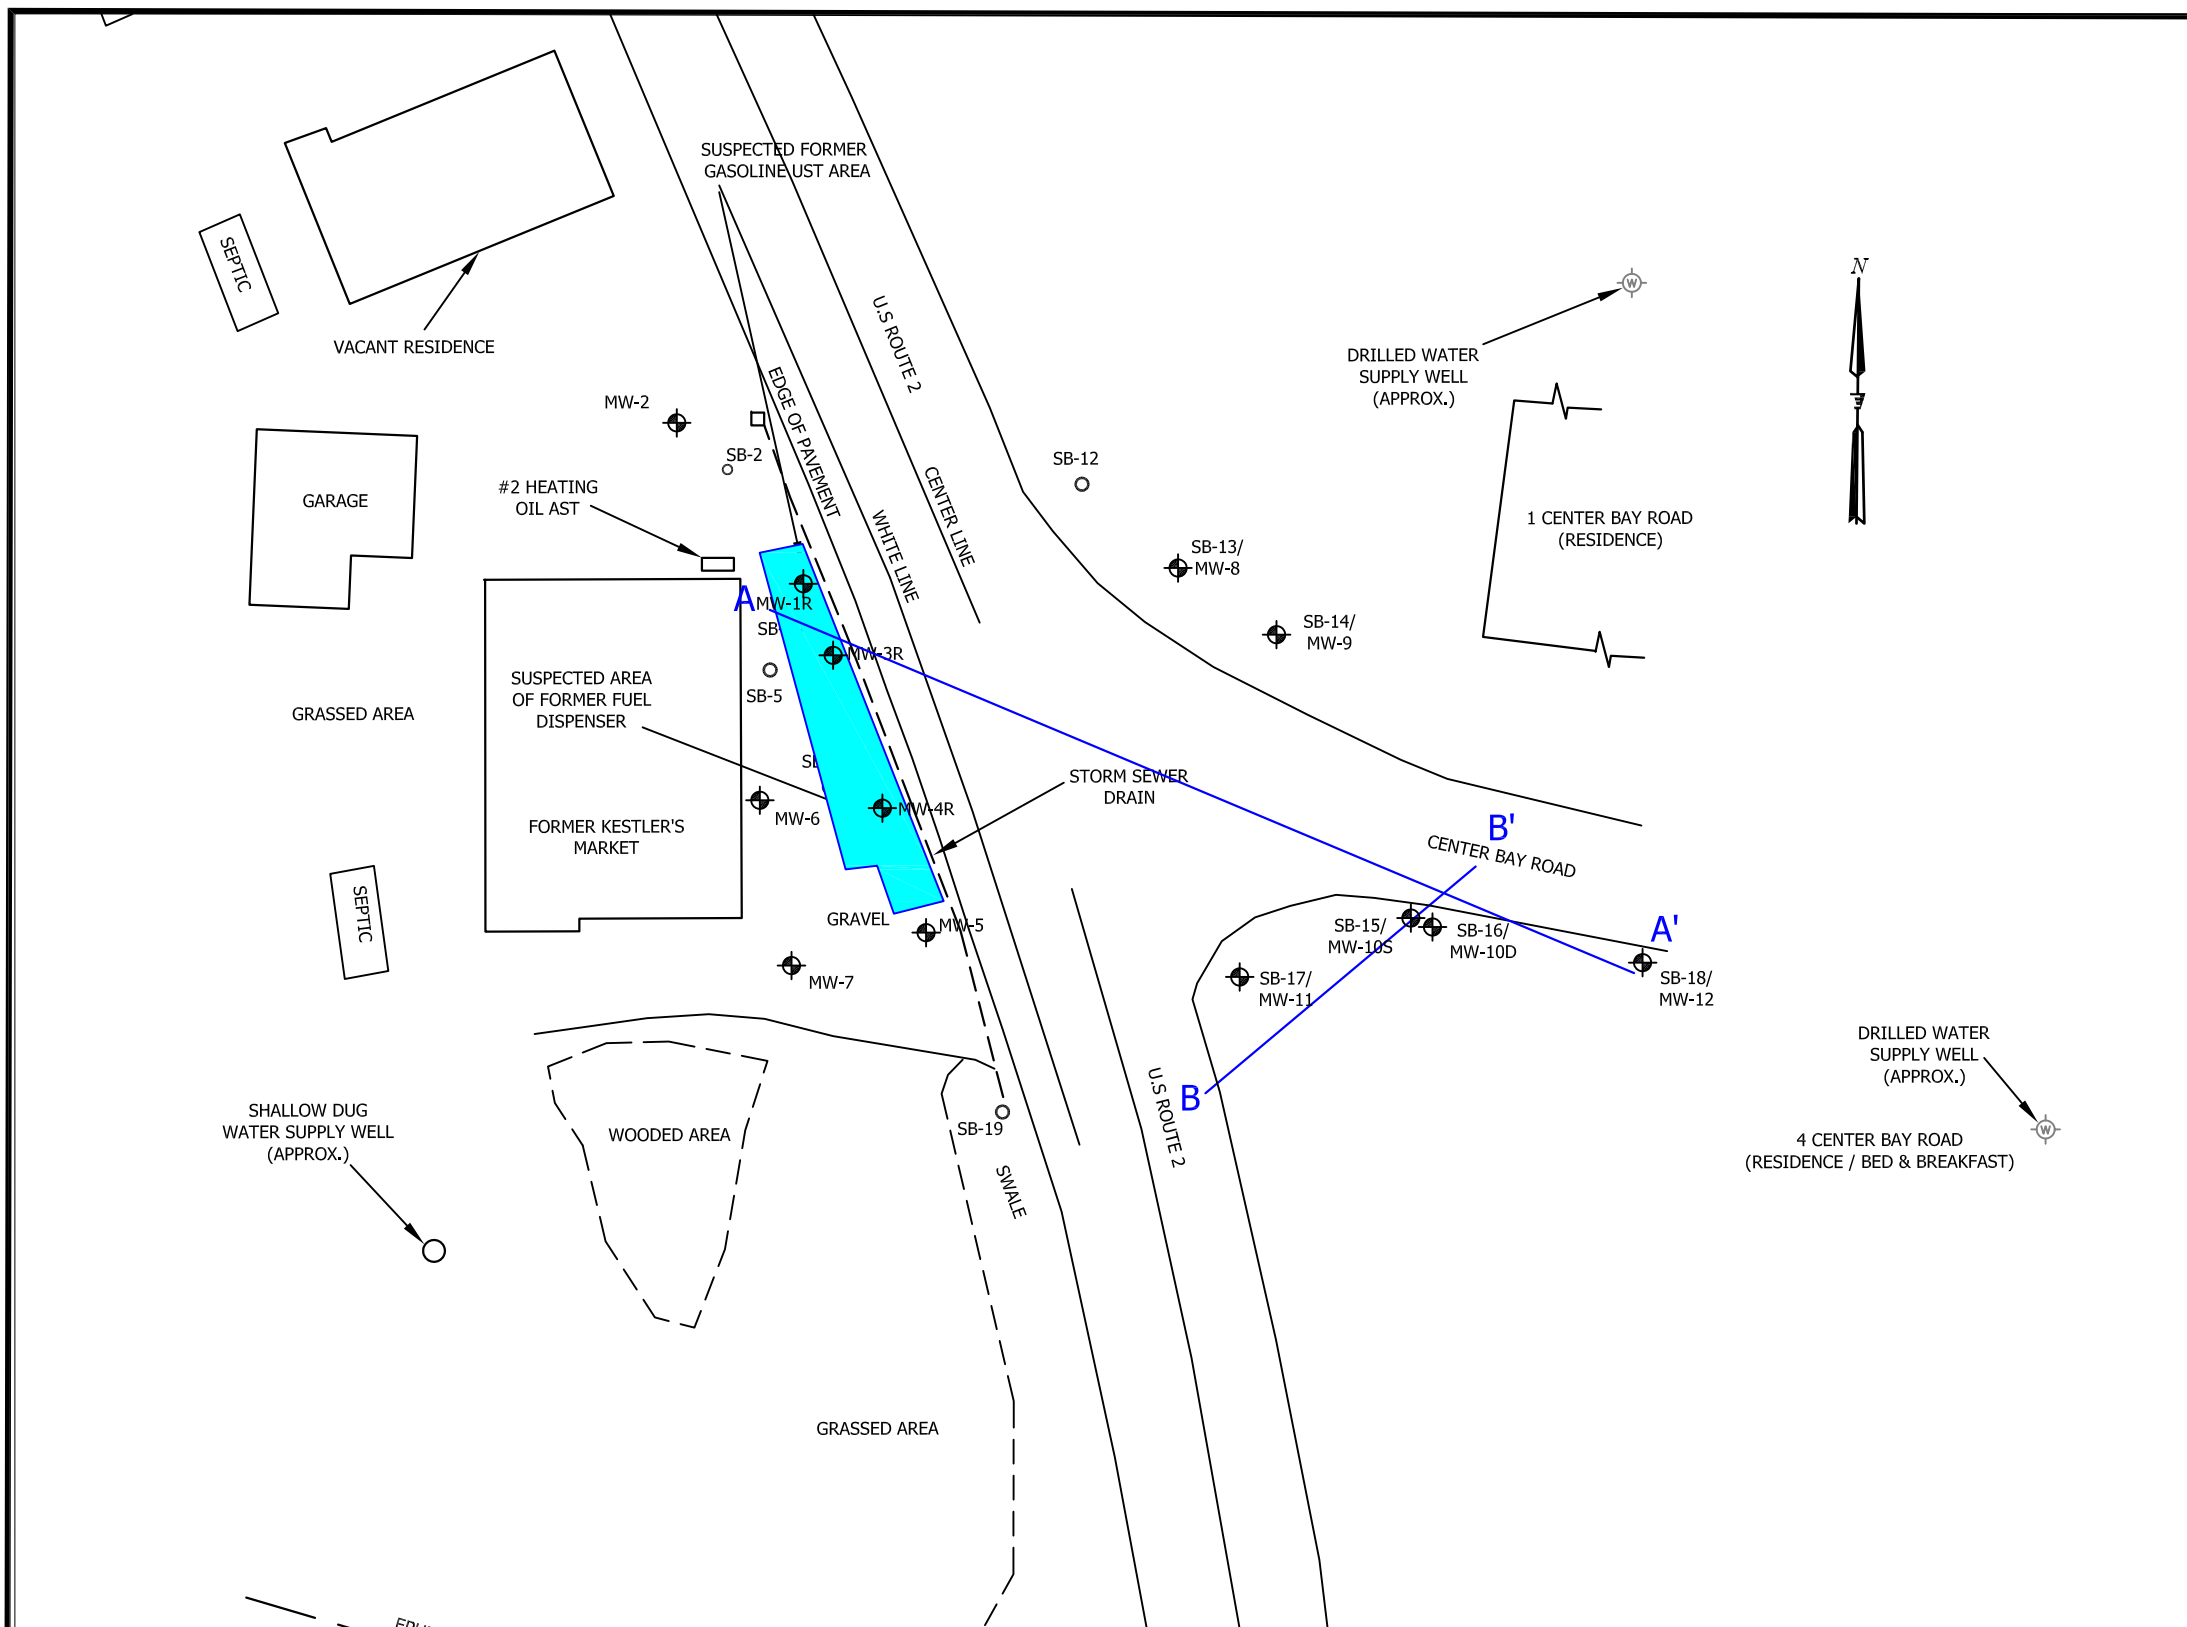 SUSPECTED FORMER
GASOLINE UST AREA
SEPTIC
VACANT RESIDENCE
U.S ROUTE 2
N
DRILLED WATER
SUPPLY WELL
(APPROX.)
W
MW-2
SB-2
EDGE OF PAVEMENT
SB-12
#2 HEATING
OIL AST
GARAGE
CENTER LINE
WHITE LINE
1 CENTER BAY ROAD
(RESIDENCE)
SB-13/
MW-8
A
MW-1R
SB-
SB-14/
MW-9
MW-3R
SB-5
SUSPECTED AREA
OF FORMER FUEL
DISPENSER
GRASSED AREA
MW-6
MW-4R
STORM SEWER
DRAIN
FORMER KESTLER'S
MARKET
B'
CENTER BAY ROAD
SEPTIC
GRAVEL
MW-5
MW-7
SB-15/
MW-10S
SB-16/
MW-10D
A'
SB-17/
MW-11
SB-18/
MW-12
DRILLED WATER
SUPPLY WELL
(APPROX.)
W
B
U.S ROUTE 2
SHALLOW DUG
WATER SUPPLY WELL
(APPROX.)
WOODED AREA
SB-19
SWALE
4 CENTER BAY ROAD
(RESIDENCE / BED & BREAKFAST)
GRASSED AREA